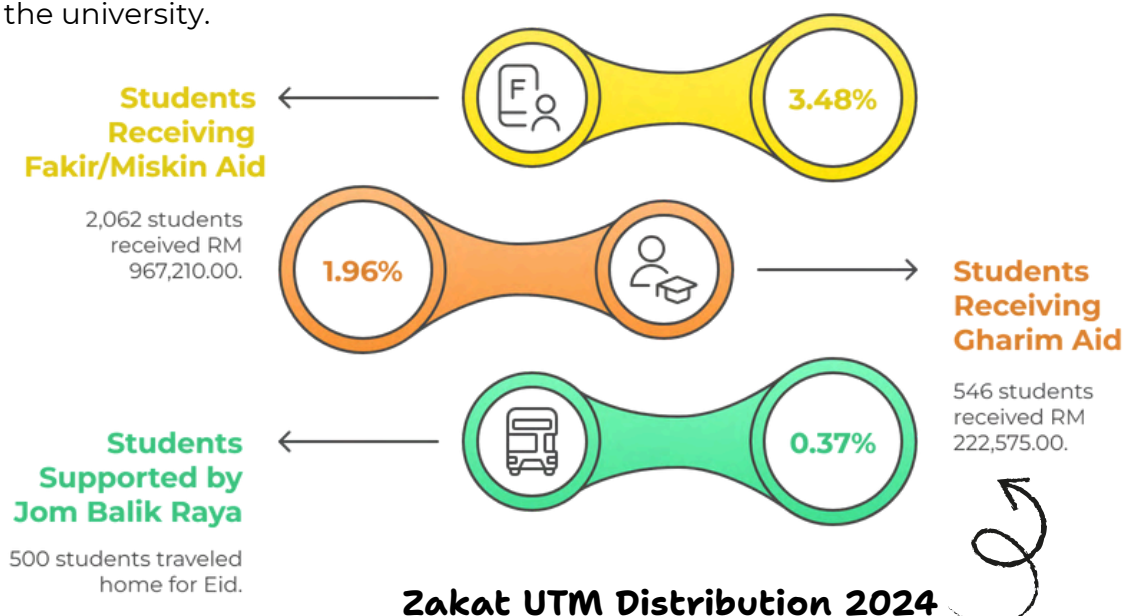 the university.
Students
Receiving
Fakir/Miskin Aid
2,062 students
received RM
967,210.00.
F
3.48%
1.96%
Students
Receiving
Gharim Aid
546 students
received RM
222,575.00.
Students
Supported by
Jom Balik Raya
500 students traveled
home for Eid.
0.37%
Zakat UTM Distribution 2024